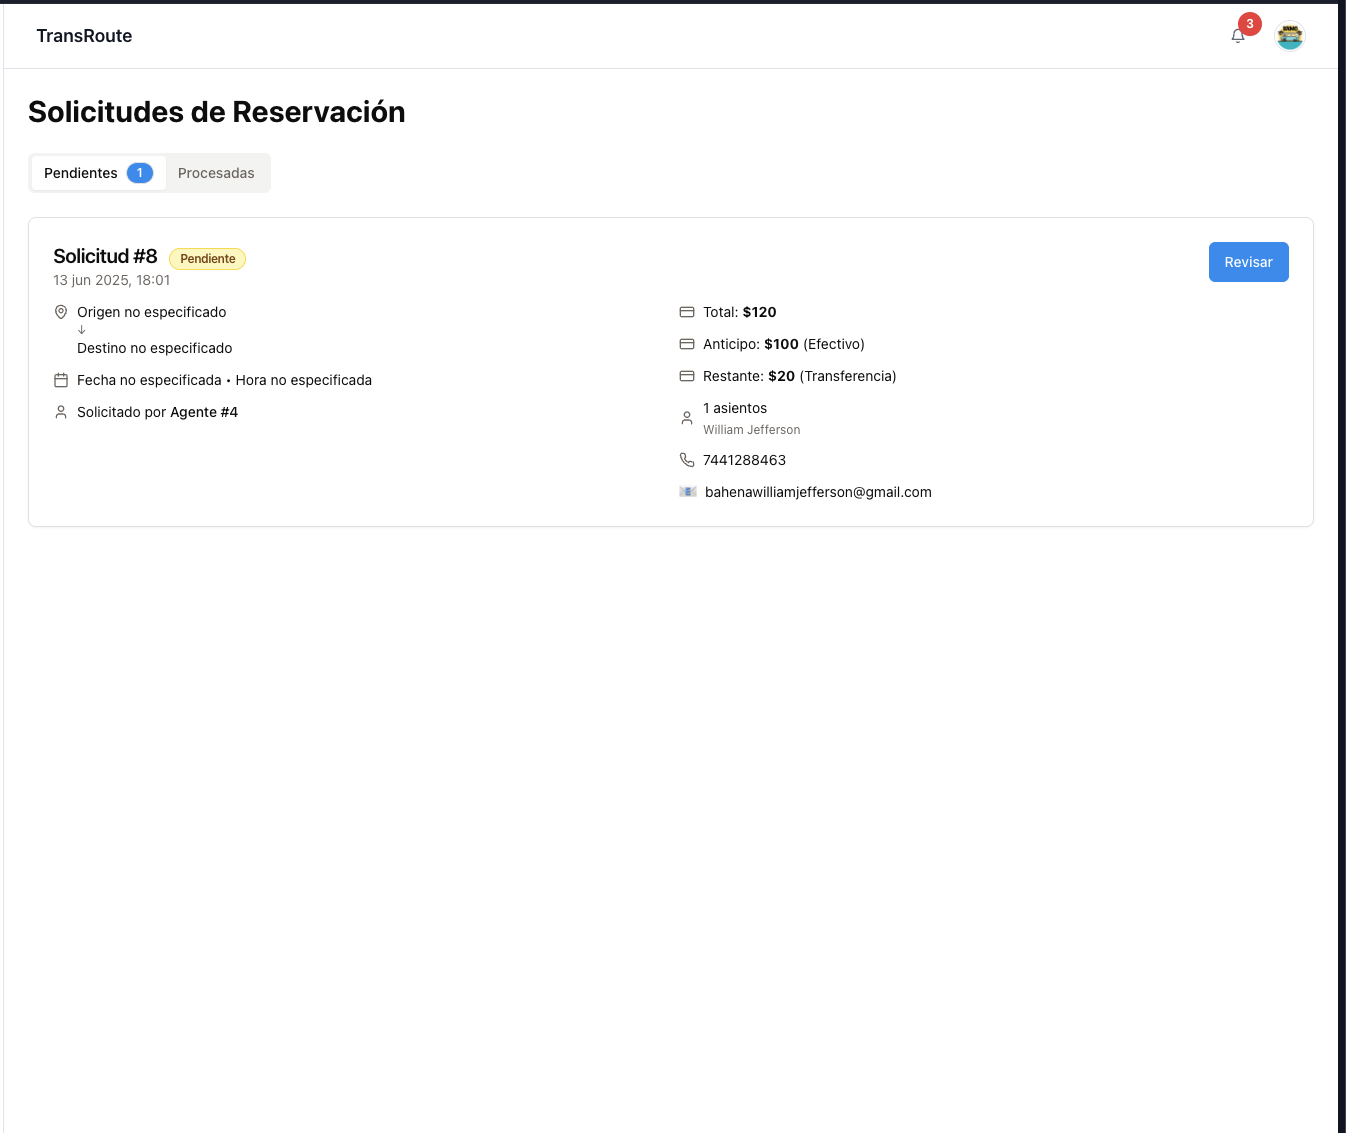 TransRoute
3
Solicitudes de Reservación
Pendientes 1 Procesadas
Solicitud #8 Pendiente
13 jun 2025, 18:01
Revisar
Origen no especificado
↓
Destino no especificado
Fecha no especificada • Hora no especificada
Solicitado por Agente #4
Total: $120
Anticipo: $100 (Efectivo)
Restante: $20 (Transferencia)
1 asientos
William Jefferson
7441288463
bahenawilliamjefferson@gmail.com